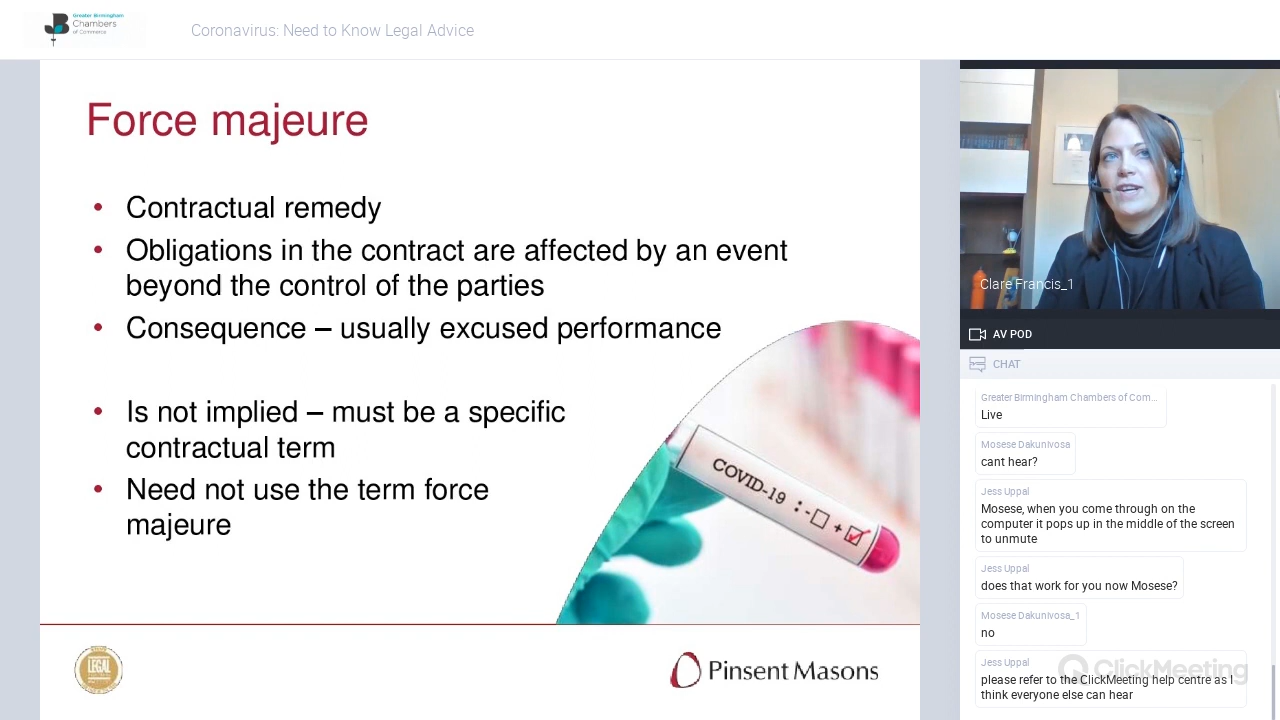 Greater Birmingham
Chambers
of Commerce
Coronavirus: Need to Know Legal Advice
Force majeure
• Contractual remedy
• Obligations in the contract are affected by an event
beyond the control of the parties
• Consequence – usually excused performance
• Is not implied – must be a specific
contractual term
• Need not use the term force
majeure
COVID-19 : - +
LEGAL
Pinsent Masons
Clare Francis_1
AV POD
CHAT
Greater Birmingham Chambers of Com...
Live
Mosese Dakunivosa
cant hear?
Jess Uppal
Mosese, when you come through on the
computer it pops up in the middle of the screen
to unmute
Jess Uppal
does that work for you now Mosese?
Mosese Dakunivosa_1
no
Jess Uppal
please refer to the ClickMeeting help centre as I
think everyone else can hear
ClickMeeting